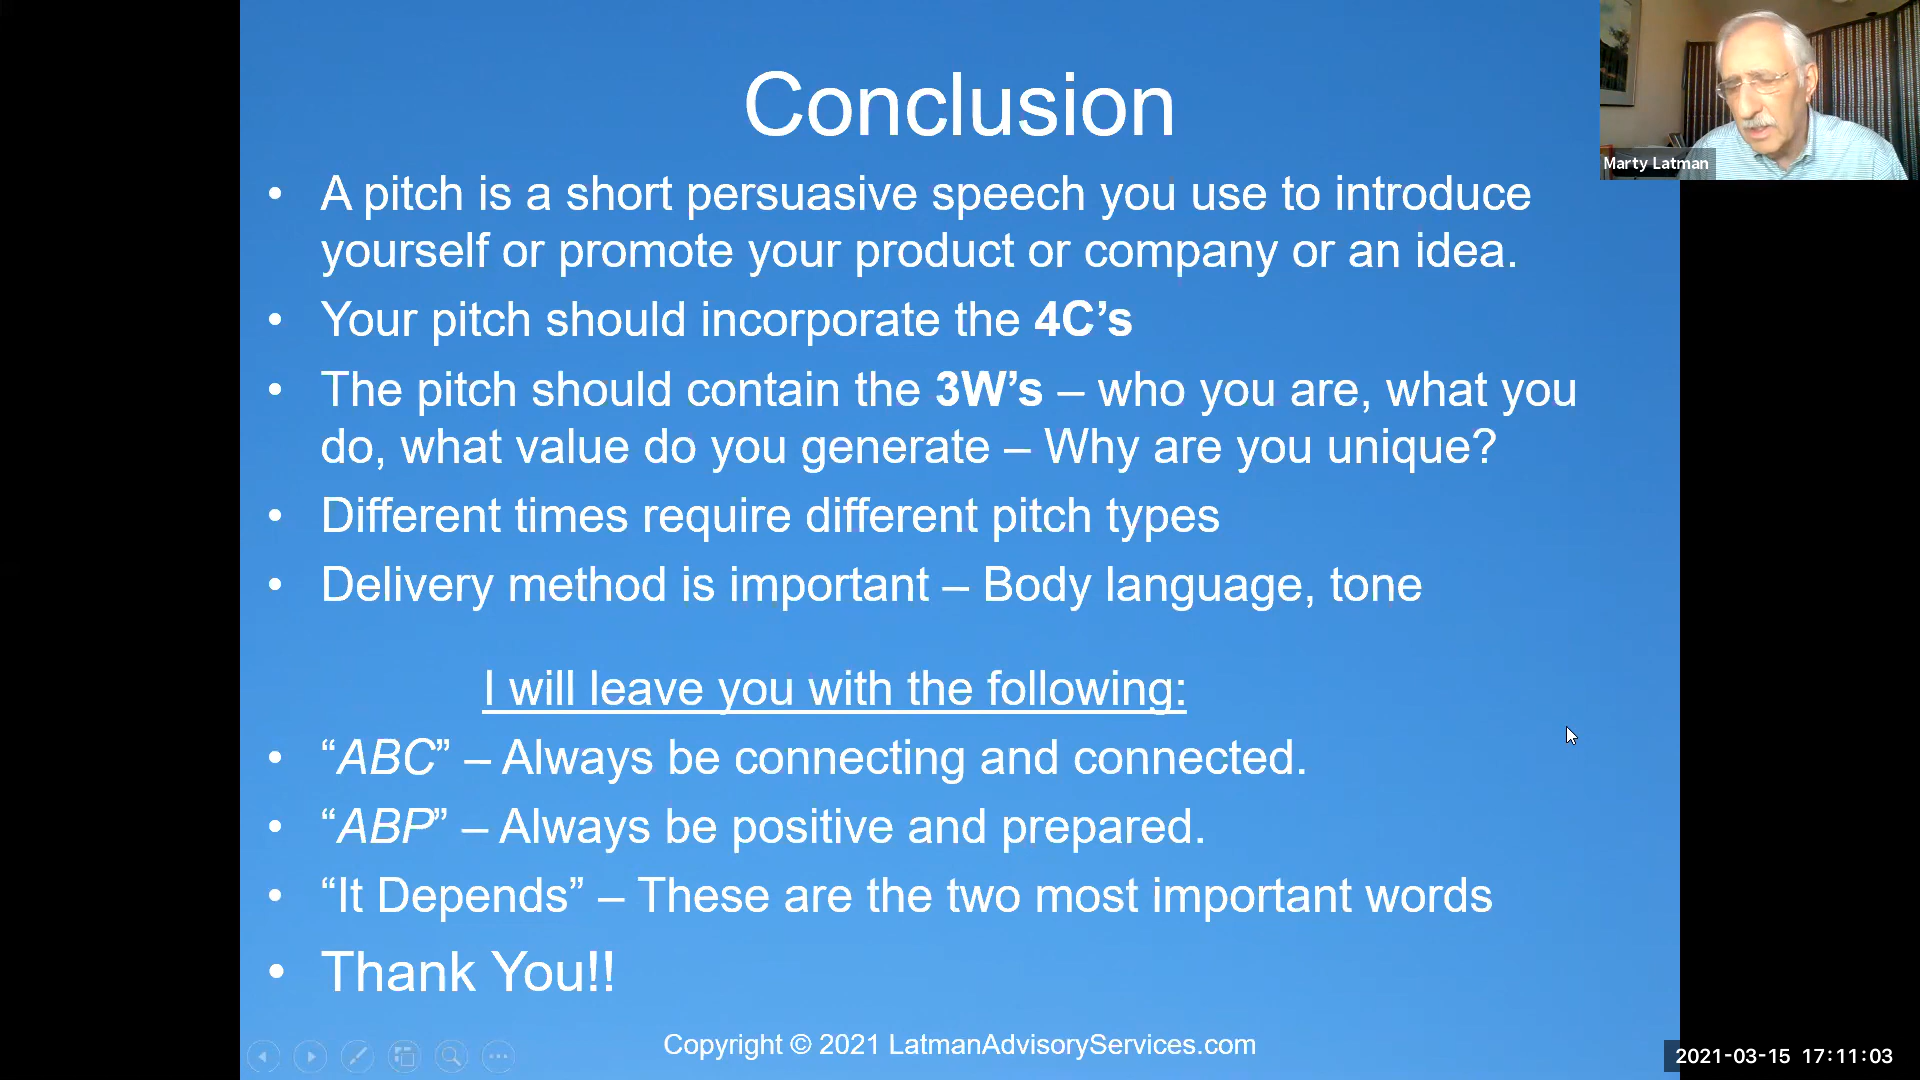 Conclusion
• A pitch is a short persuasive speech you use to introduce
yourself or promote your product or company or an idea.
• Your pitch should incorporate the 4C’s
• The pitch should contain the 3W’s – who you are, what you
do, what value do you generate – Why are you unique?
• Different times require different pitch types
• Delivery method is important – Body language, tone
I will leave you with the following:
• “ABC” – Always be connecting and connected.
• “ABP” – Always be positive and prepared.
• “It Depends” – These are the two most important words
• Thank You!!
Copyright © 2021 LatmanAdvisoryServices.com
Marty Latman
2021-03-15 17:11:03